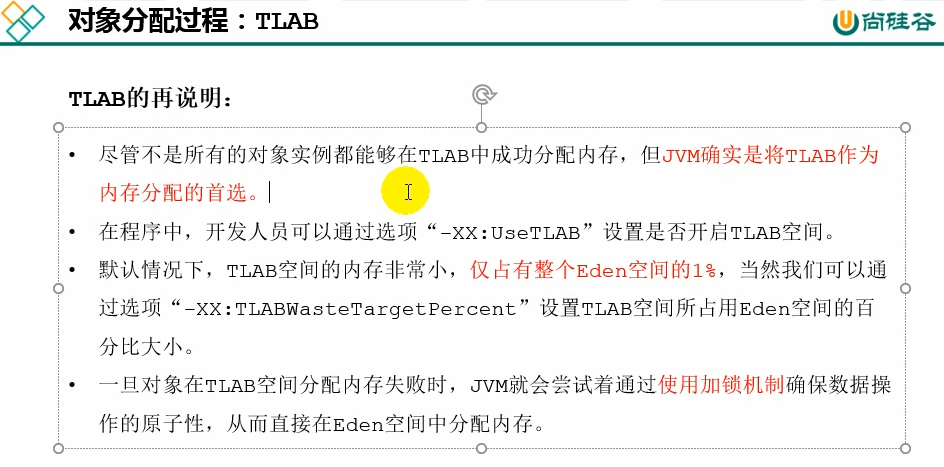 对象分配过程：TLAB
尚硅谷
TLAB的再说明：
• 尽管不是所有的对象实例都能够在TLAB中成功分配内存，但JVM确实是将TLAB作为
内存分配的首选。
• 在程序中，开发人员可以通过选项“-XX:UseTLAB”设置是否开启TLAB空间。
• 默认情况下，TLAB空间的内存非常小，仅占有整个Eden空间的1%，当然我们可以通
过选项“-XX:TLABWasteTargetPercent”设置TLAB空间所占用Eden空间的百
分比大小。
• 一旦对象在TLAB空间分配内存失败时，JVM就会尝试着通过使用加锁机制确保数据操
作的原子性，从而直接在Eden空间中分配内存。